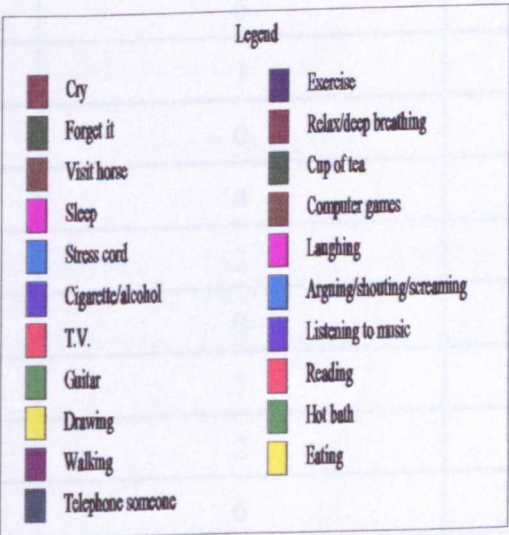 Legend
Cry
Forget it
Visit horse
Sleep
Stress cord
Cigarette/alcohol
T.V.
Guitar
Drawing
Walking
Telephone someone
Exercise
Relax/deep breathing
Cup of tea
Computer games
Laughing
Arguing/shouting/screaming
Listening to music
Reading
Hot bath
Eating